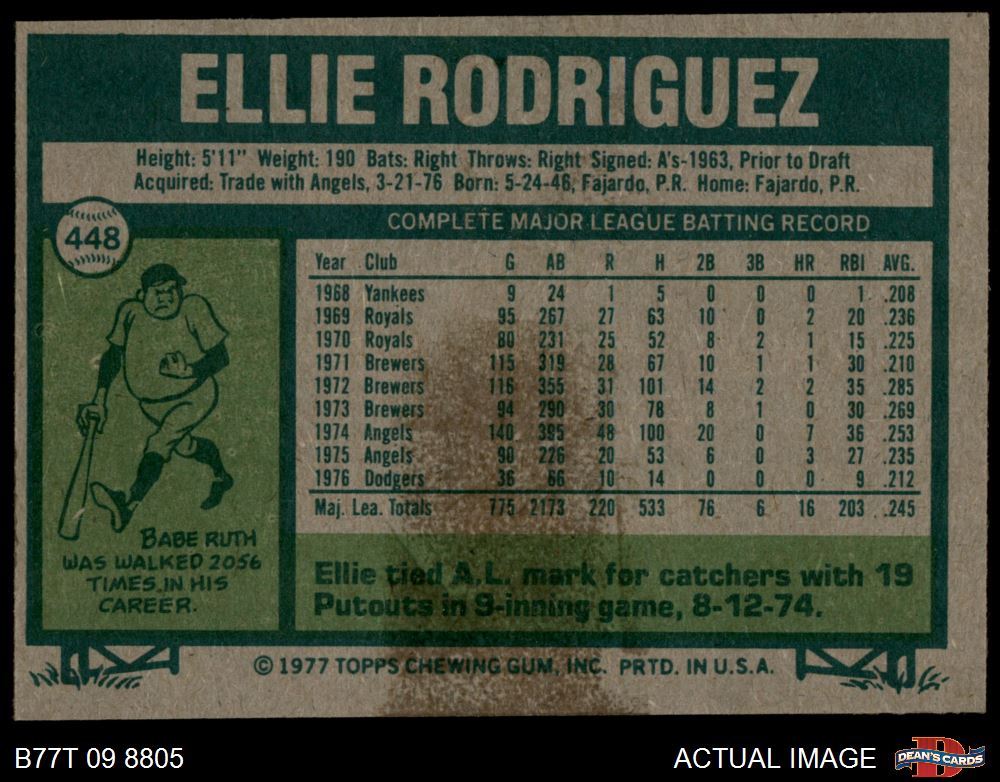 ELLIE RODRIGUEZ
Height: 5'11" Weight: 190 Bats: Right Throws: Right Signed: A's-1963, Prior to Draft
Acquired: Trade with Angels, 3-21-76 Born: 5-24-46, Fajardo, P.R. Home: Fajardo, P.R.
448
COMPLETE MAJOR LEAGUE BATTING RECORD
Year Club G AB R H 2B 3B HR RBI AVG.
1968 Yankees 9 24 1 5 0 0 0 1 .208
1969 Royals 95 267 27 63 10 0 2 20 .236
1970 Royals 80 231 25 52 8 2 1 15 .225
1971 Brewers 115 319 28 67 10 1 1 30 .210
1972 Brewers 116 355 31 101 14 2 2 35 .285
1973 Brewers 94 290 30 78 8 1 0 30 .269
1974 Angels 140 395 48 100 20 0 7 36 .253
1975 Angels 90 226 20 53 6 0 3 27 .235
1976 Dodgers 36 66 10 14 0 0 0 9 .212
Maj. Lea. Totals 775 2173 220 533 76 6 16 203 .245
BABE RUTH
WAS WALKED 2056
TIMES IN HIS
CAREER.
Ellie tied A.L. mark for catchers with 19
Putouts in 9-inning game, 8-12-74.
© 1977 TOPPS CHEWING GUM, INC. PRTD. IN U.S.A.
B77T 09 8805
ACTUAL IMAGE
D
DEAN'S CARDS